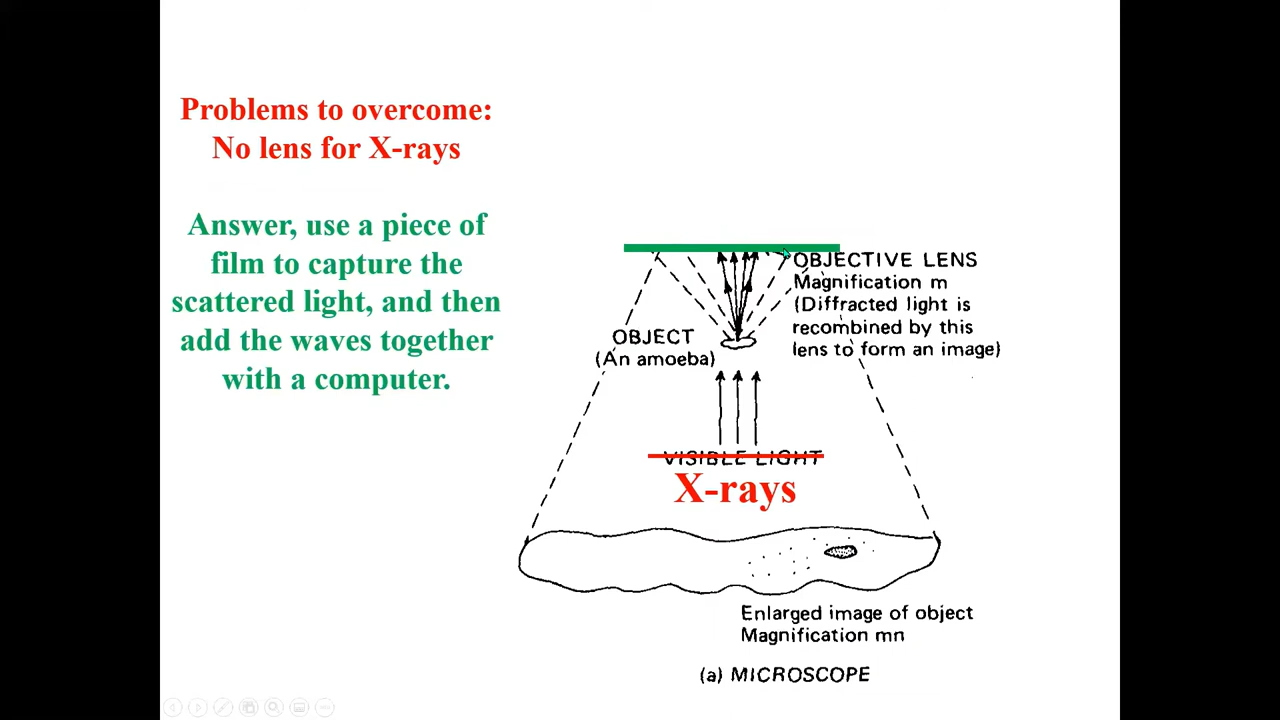 Problems to overcome:
No lens for X-rays
Answer, use a piece of
film to capture the
scattered light, and then
add the waves together
with a computer.
OBJECTIVE LENS
Magnification m
(Diffracted light is
recombined by this
lens to form an image)
OBJECT
(An amoeba)
VISIBLE LIGHT
X-rays
Enlarged image of object
Magnification mn
(a) MICROSCOPE